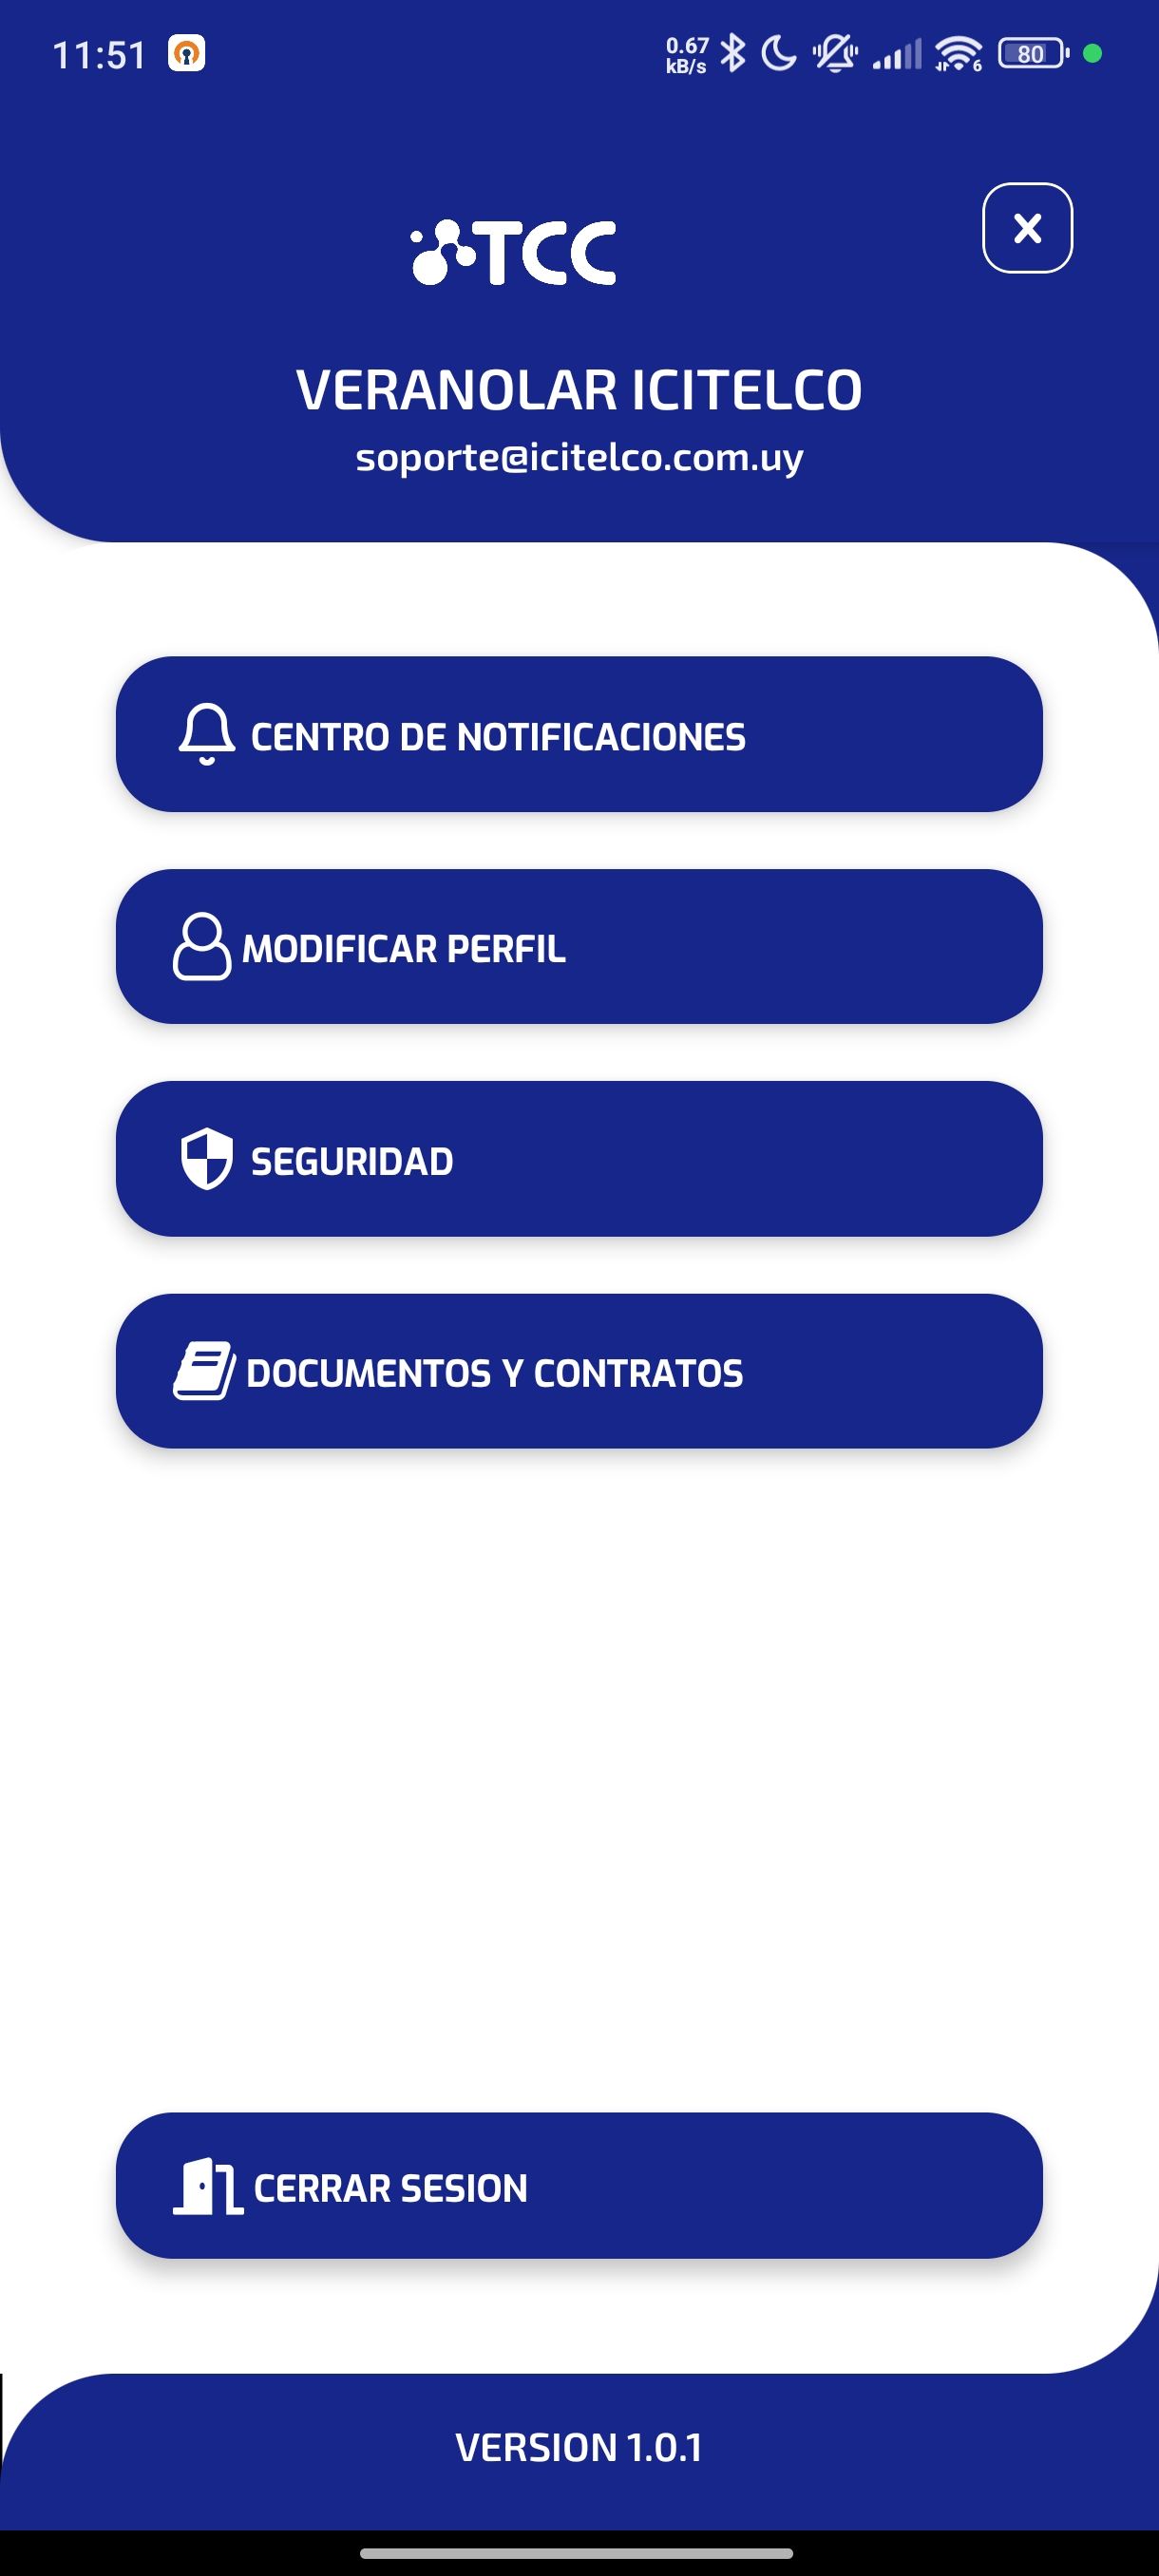 11:51
0.67
kB/s
6
80
TCC
VERANOLAR ICITELCO
soporte@icitelco.com.uy
CENTRO DE NOTIFICACIONES
MODIFICAR PERFIL
SEGURIDAD
DOCUMENTOS Y CONTRATOS
CERRAR SESION
VERSION 1.0.1